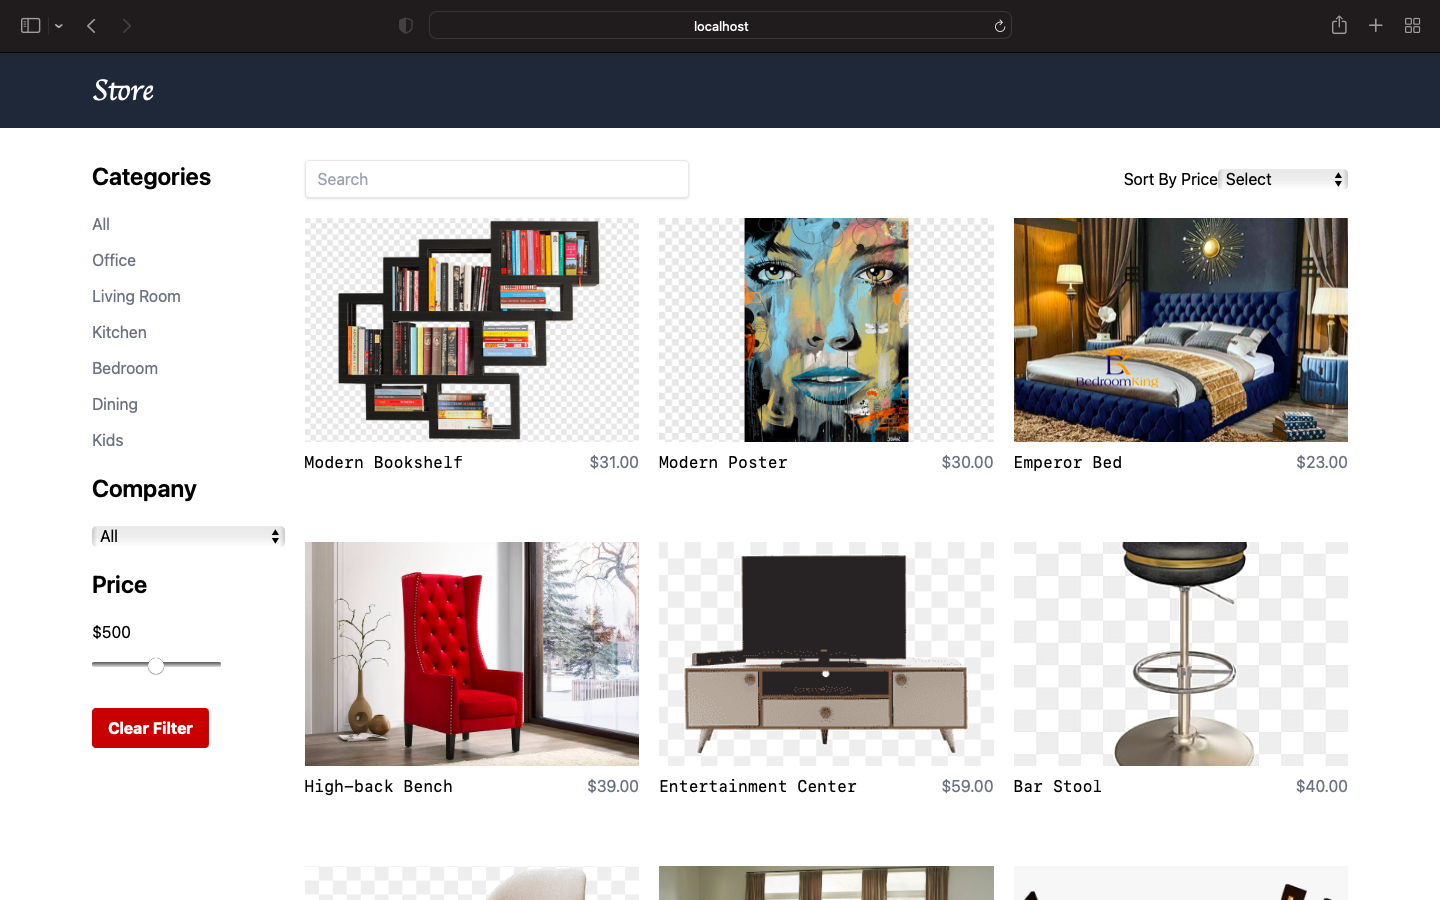 localhost
Store
Categories
All
Office
Living Room
Kitchen
Bedroom
Dining
Kids
Company
All
Price
$500
Clear Filter
Search
Sort By Price Select
Modern Bookshelf $31.00
Modern Poster $30.00
BedroomKing
Emperor Bed $23.00
High-back Bench $39.00
Entertainment Center $59.00
Bar Stool $40.00